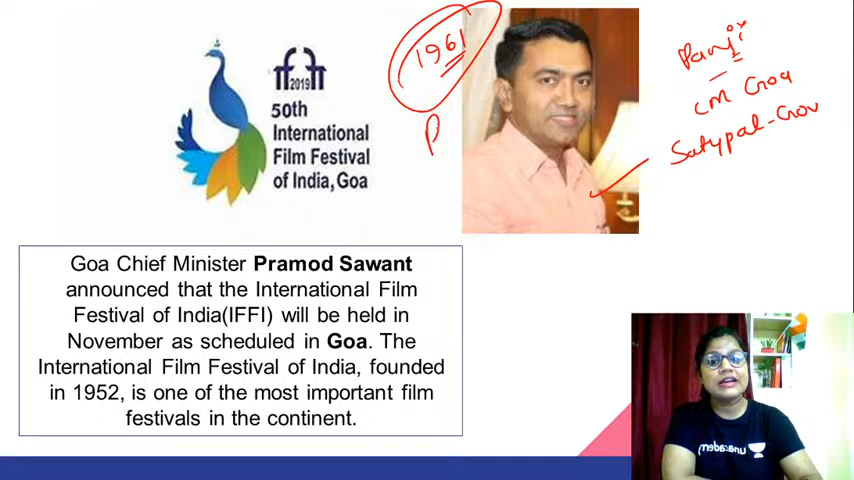 IFFI
2019
50th
International
Film Festival
of India, Goa
1961
P
Panji
CM Goa
Satypal-Gov
Goa Chief Minister Pramod Sawant
announced that the International Film
Festival of India(IFFI) will be held in
November as scheduled in Goa. The
International Film Festival of India, founded
in 1952, is one of the most important film
festivals in the continent.
unacademy